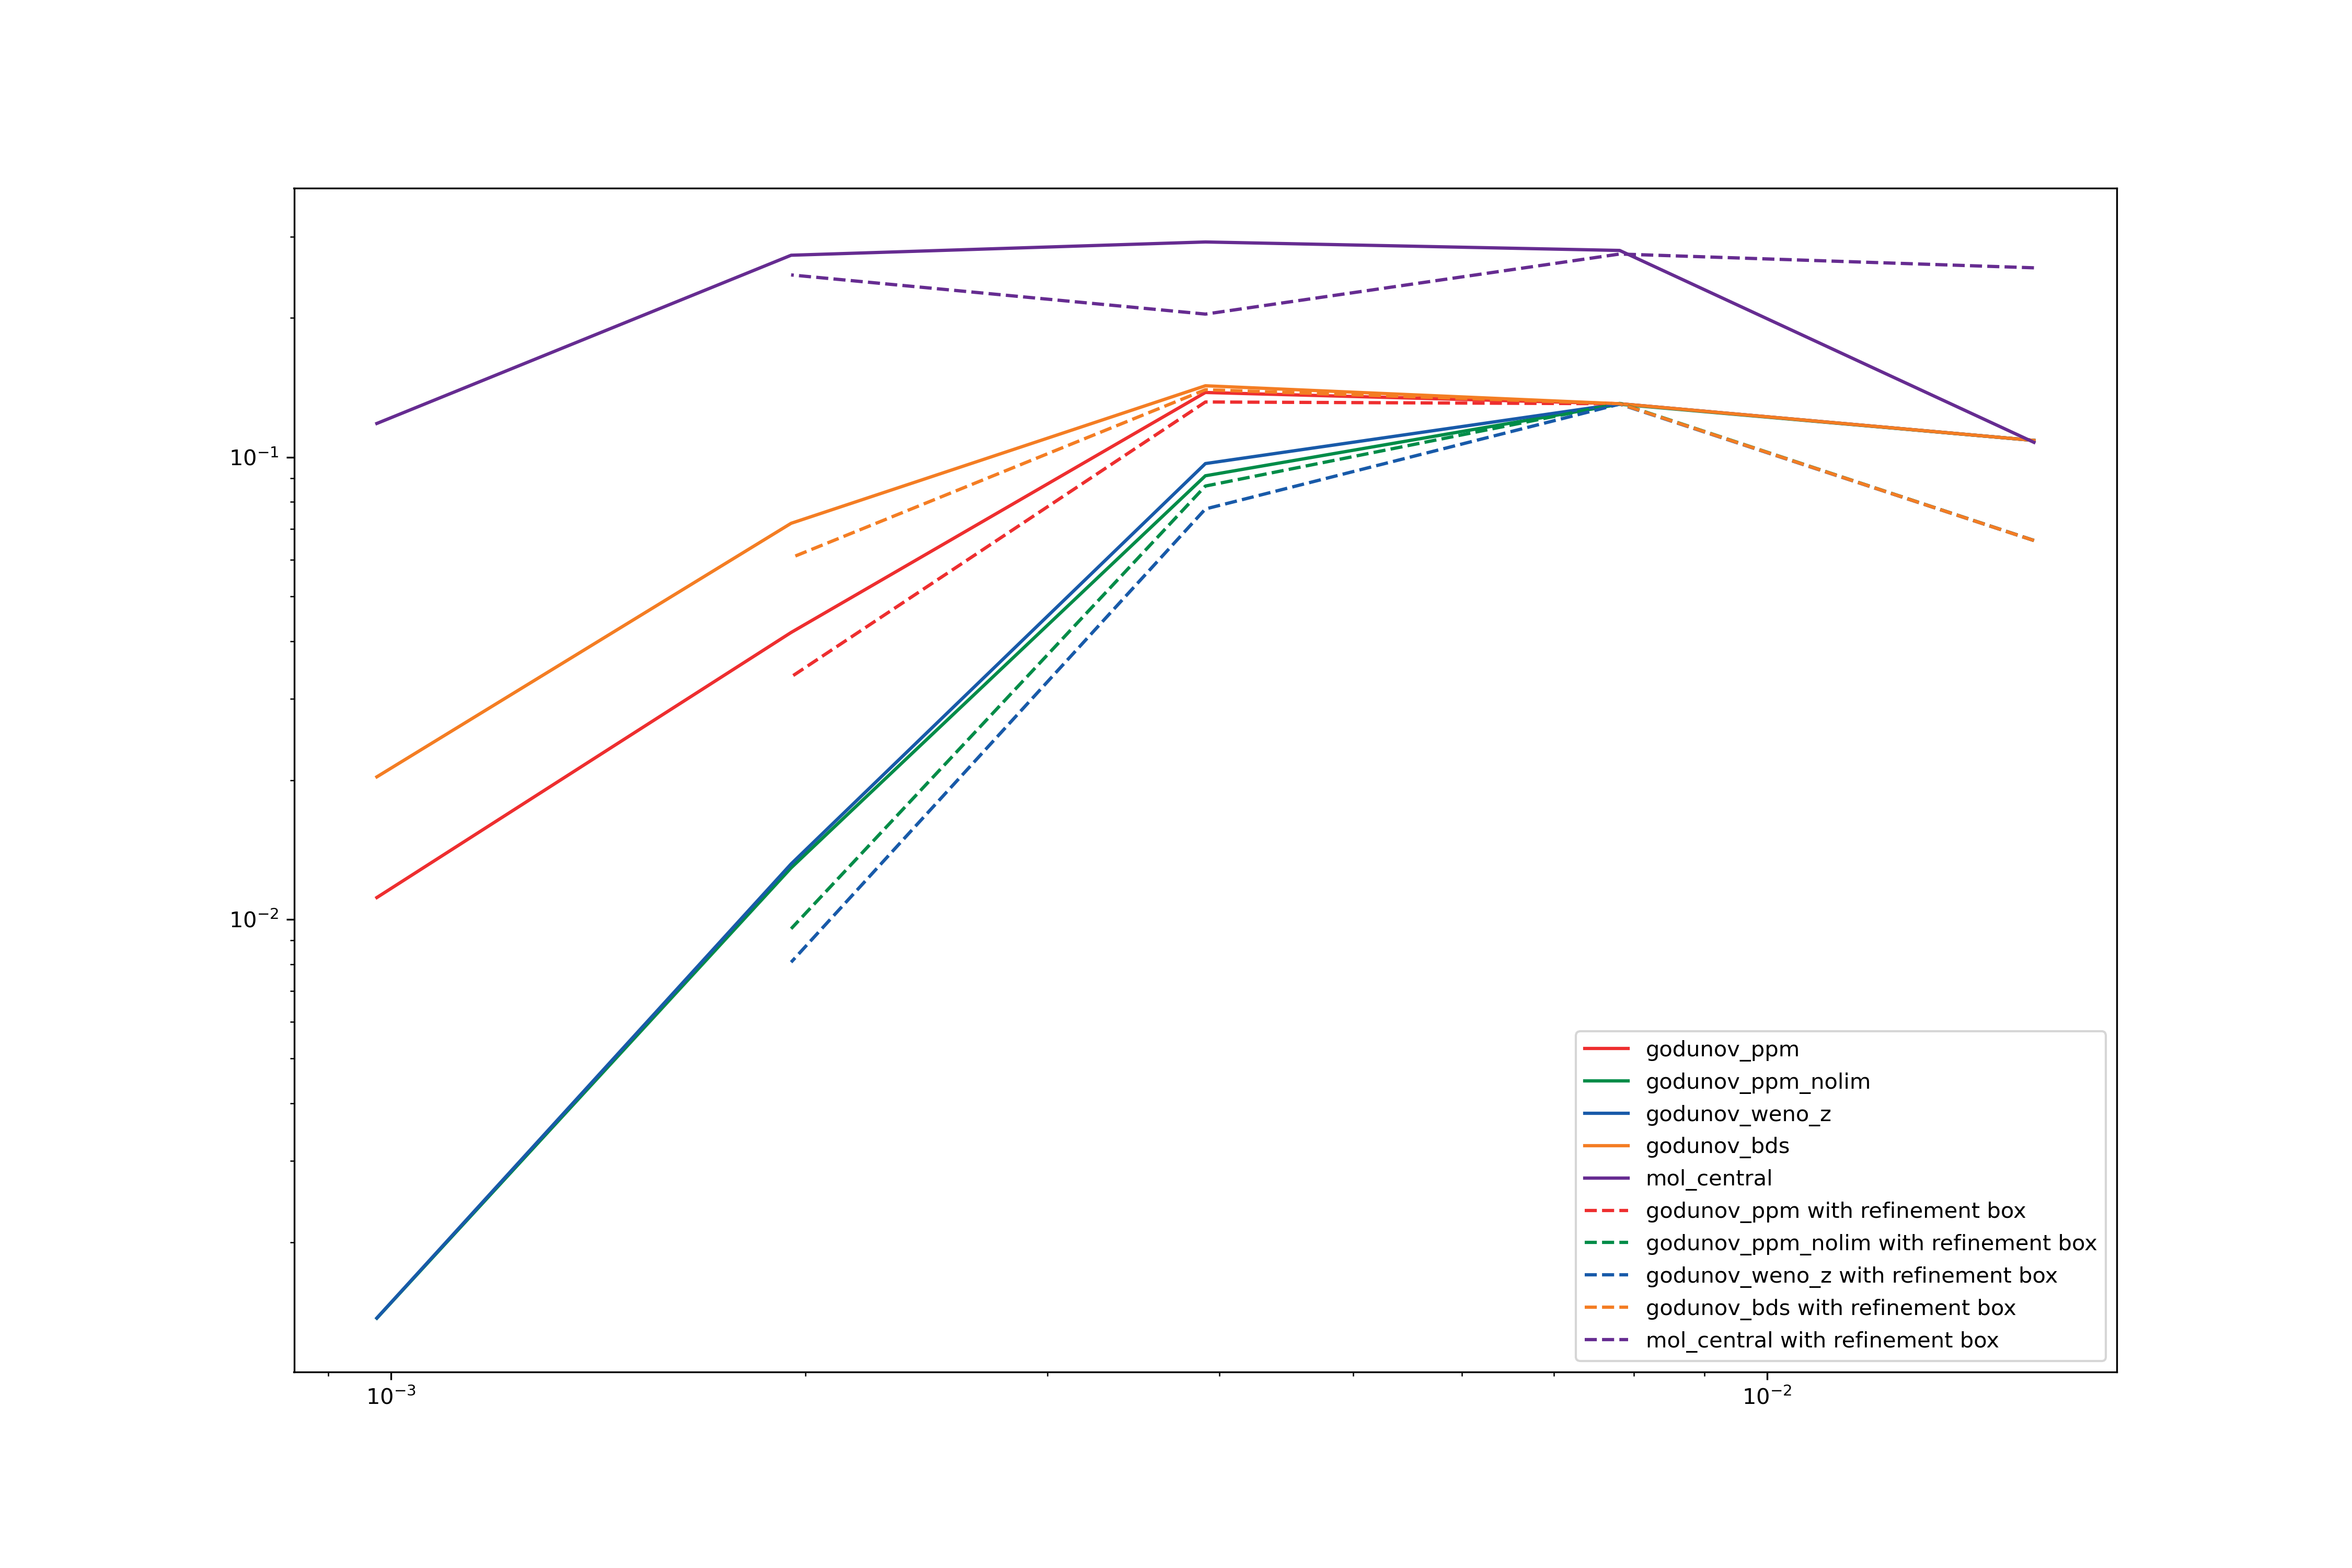 10⁻¹
10⁻²
10⁻³ 10⁻²
godunov_ppm
godunov_ppm_nolim
godunov_weno_z
godunov_bds
mol_central
godunov_ppm with refinement box
godunov_ppm_nolim with refinement box
godunov_weno_z with refinement box
godunov_bds with refinement box
mol_central with refinement box